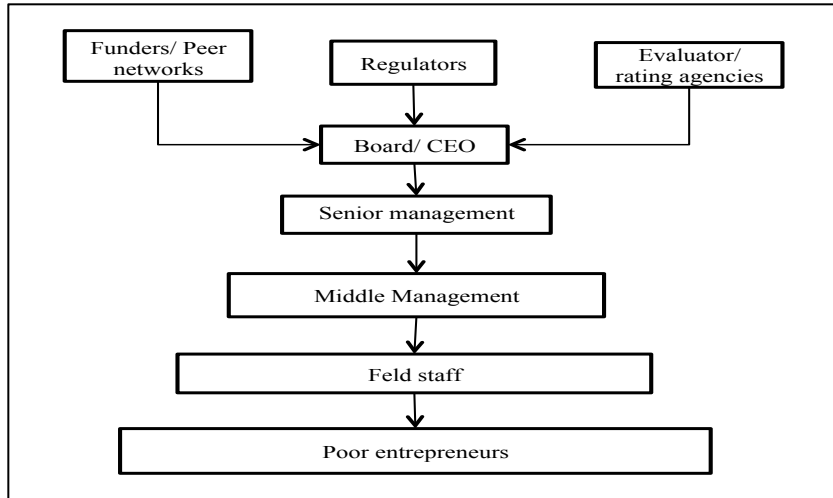 Funders/ Peer
networks
Regulators
Evaluator/
rating agencies
Board/ CEO
Senior management
Middle Management
Feld staff
Poor entrepreneurs